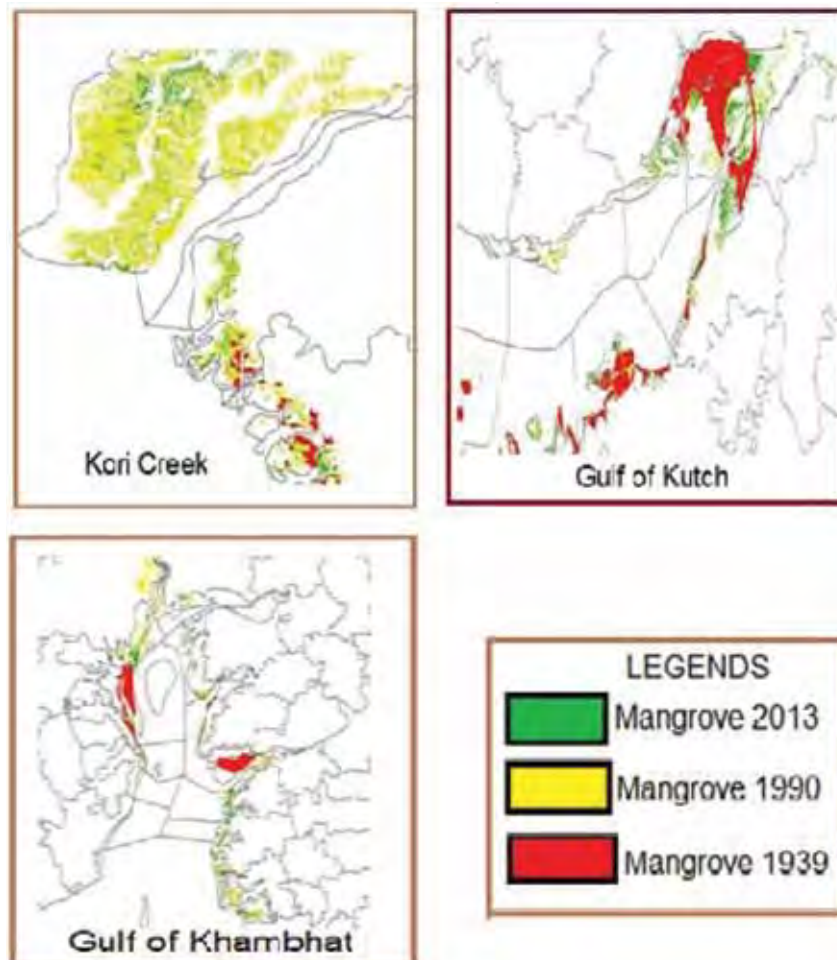 Kori Creek
Gulf of Kutch
Gulf of Khambhat
LEGENDS
Mangrove 2013
Mangrove 1990
Mangrove 1939